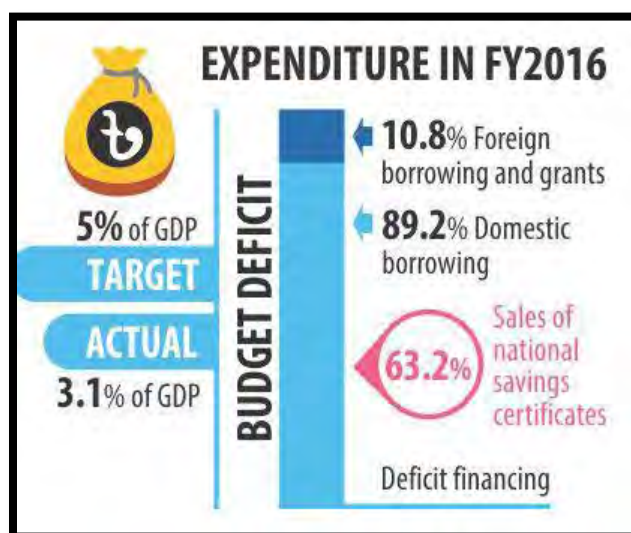 EXPENDITURE IN FY2016
৳
5% of GDP
TARGET
ACTUAL
3.1% of GDP
BUDGET DEFICIT
10.8% Foreign
borrowing and grants
89.2% Domestic
borrowing
63.2%
Sales of
national
savings
certificates
Deficit financing